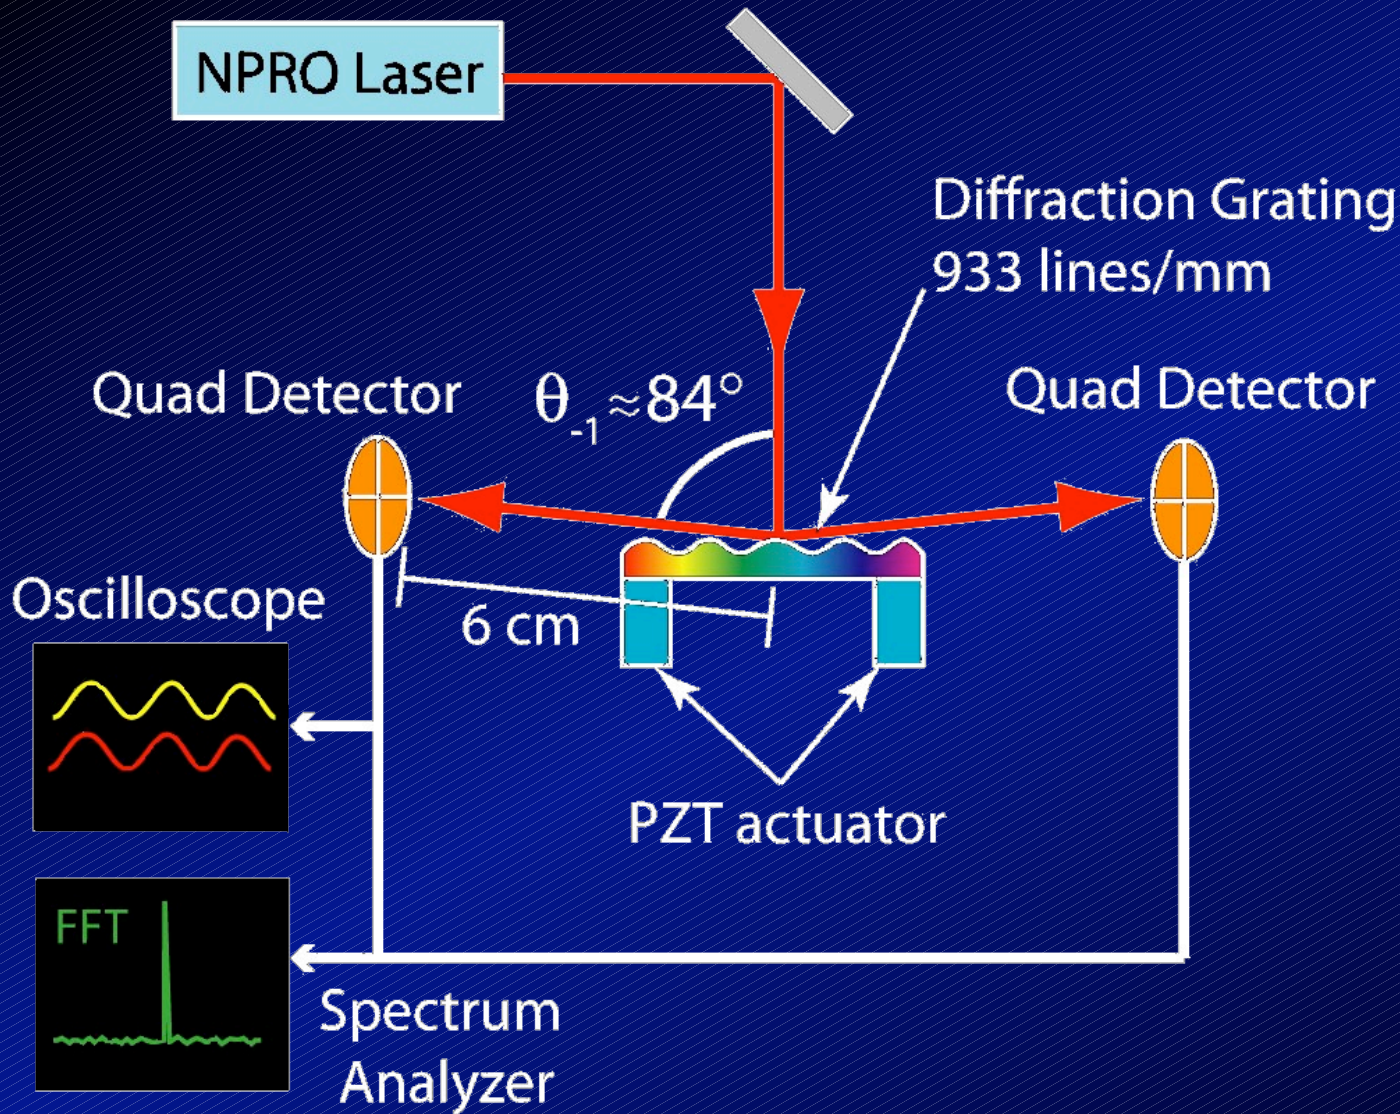 NPRO Laser
Diffraction Grating
933 lines/mm
Quad Detector
θ₋₁≈84°
Quad Detector
Oscilloscope
6 cm
PZT actuator
FFT
Spectrum
Analyzer